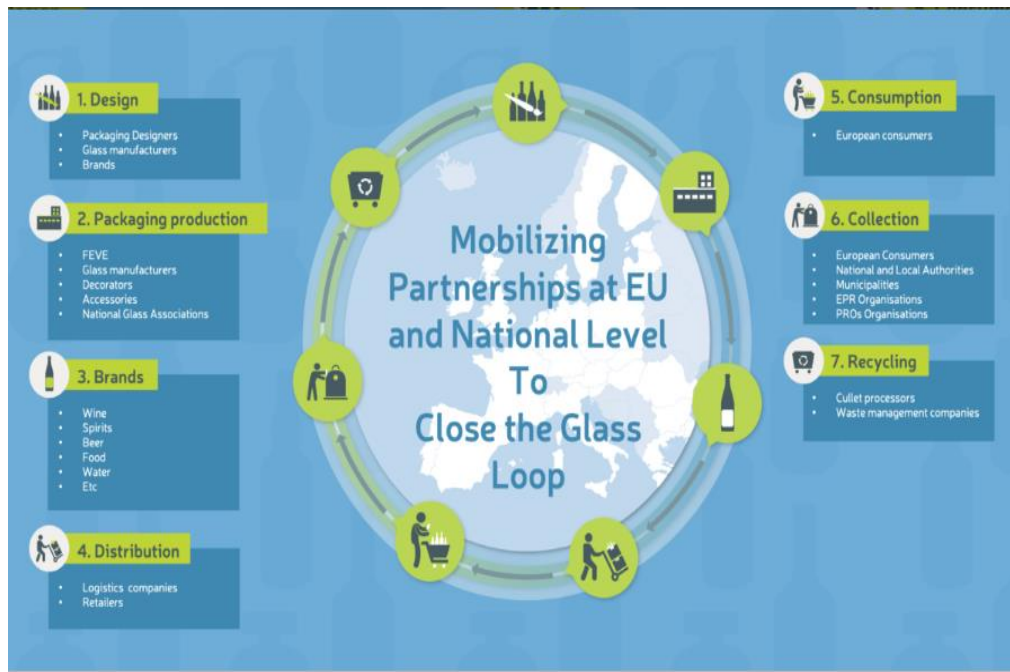 1. Design
Packaging Designers
Glass manufacturers
Brands
2. Packaging production
FEVE
Glass manufacturers
Decorators
Accessories
National Glass Associations
3. Brands
Wine
Spirits
Beer
Food
Water
Etc
4. Distribution
Logistics companies
Retailers
Mobilizing
Partnerships at EU
and National Level
To
Close the Glass
Loop
5. Consumption
European consumers
6. Collection
European Consumers
National and Local Authorities
Municipalities
EPR Organisations
PROs Organisations
7. Recycling
Cullet processors
Waste management companies